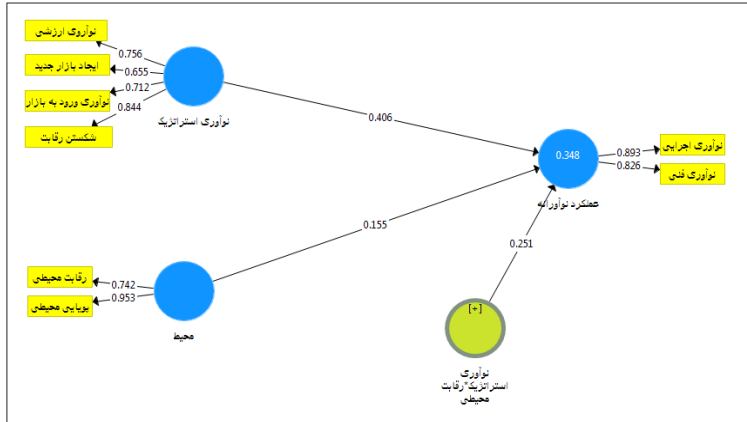 نوآروی ارزشی
ایجاد بازار جدید
نوآوری ورود به بازار
شکستن رقابت
0.756
0.655
0.712
0.844
نوآوری استراتژیک
0.406
0.348
عملکرد نوآورانه
0.893
0.826
نوآوری اجرایی
نوآوری فنی
0.155
0.251
رقابت محیطی
پویایی محیطی
0.742
0.953
محیط
[+]
نوآوری
استراتژیک*رقابت
محیطی